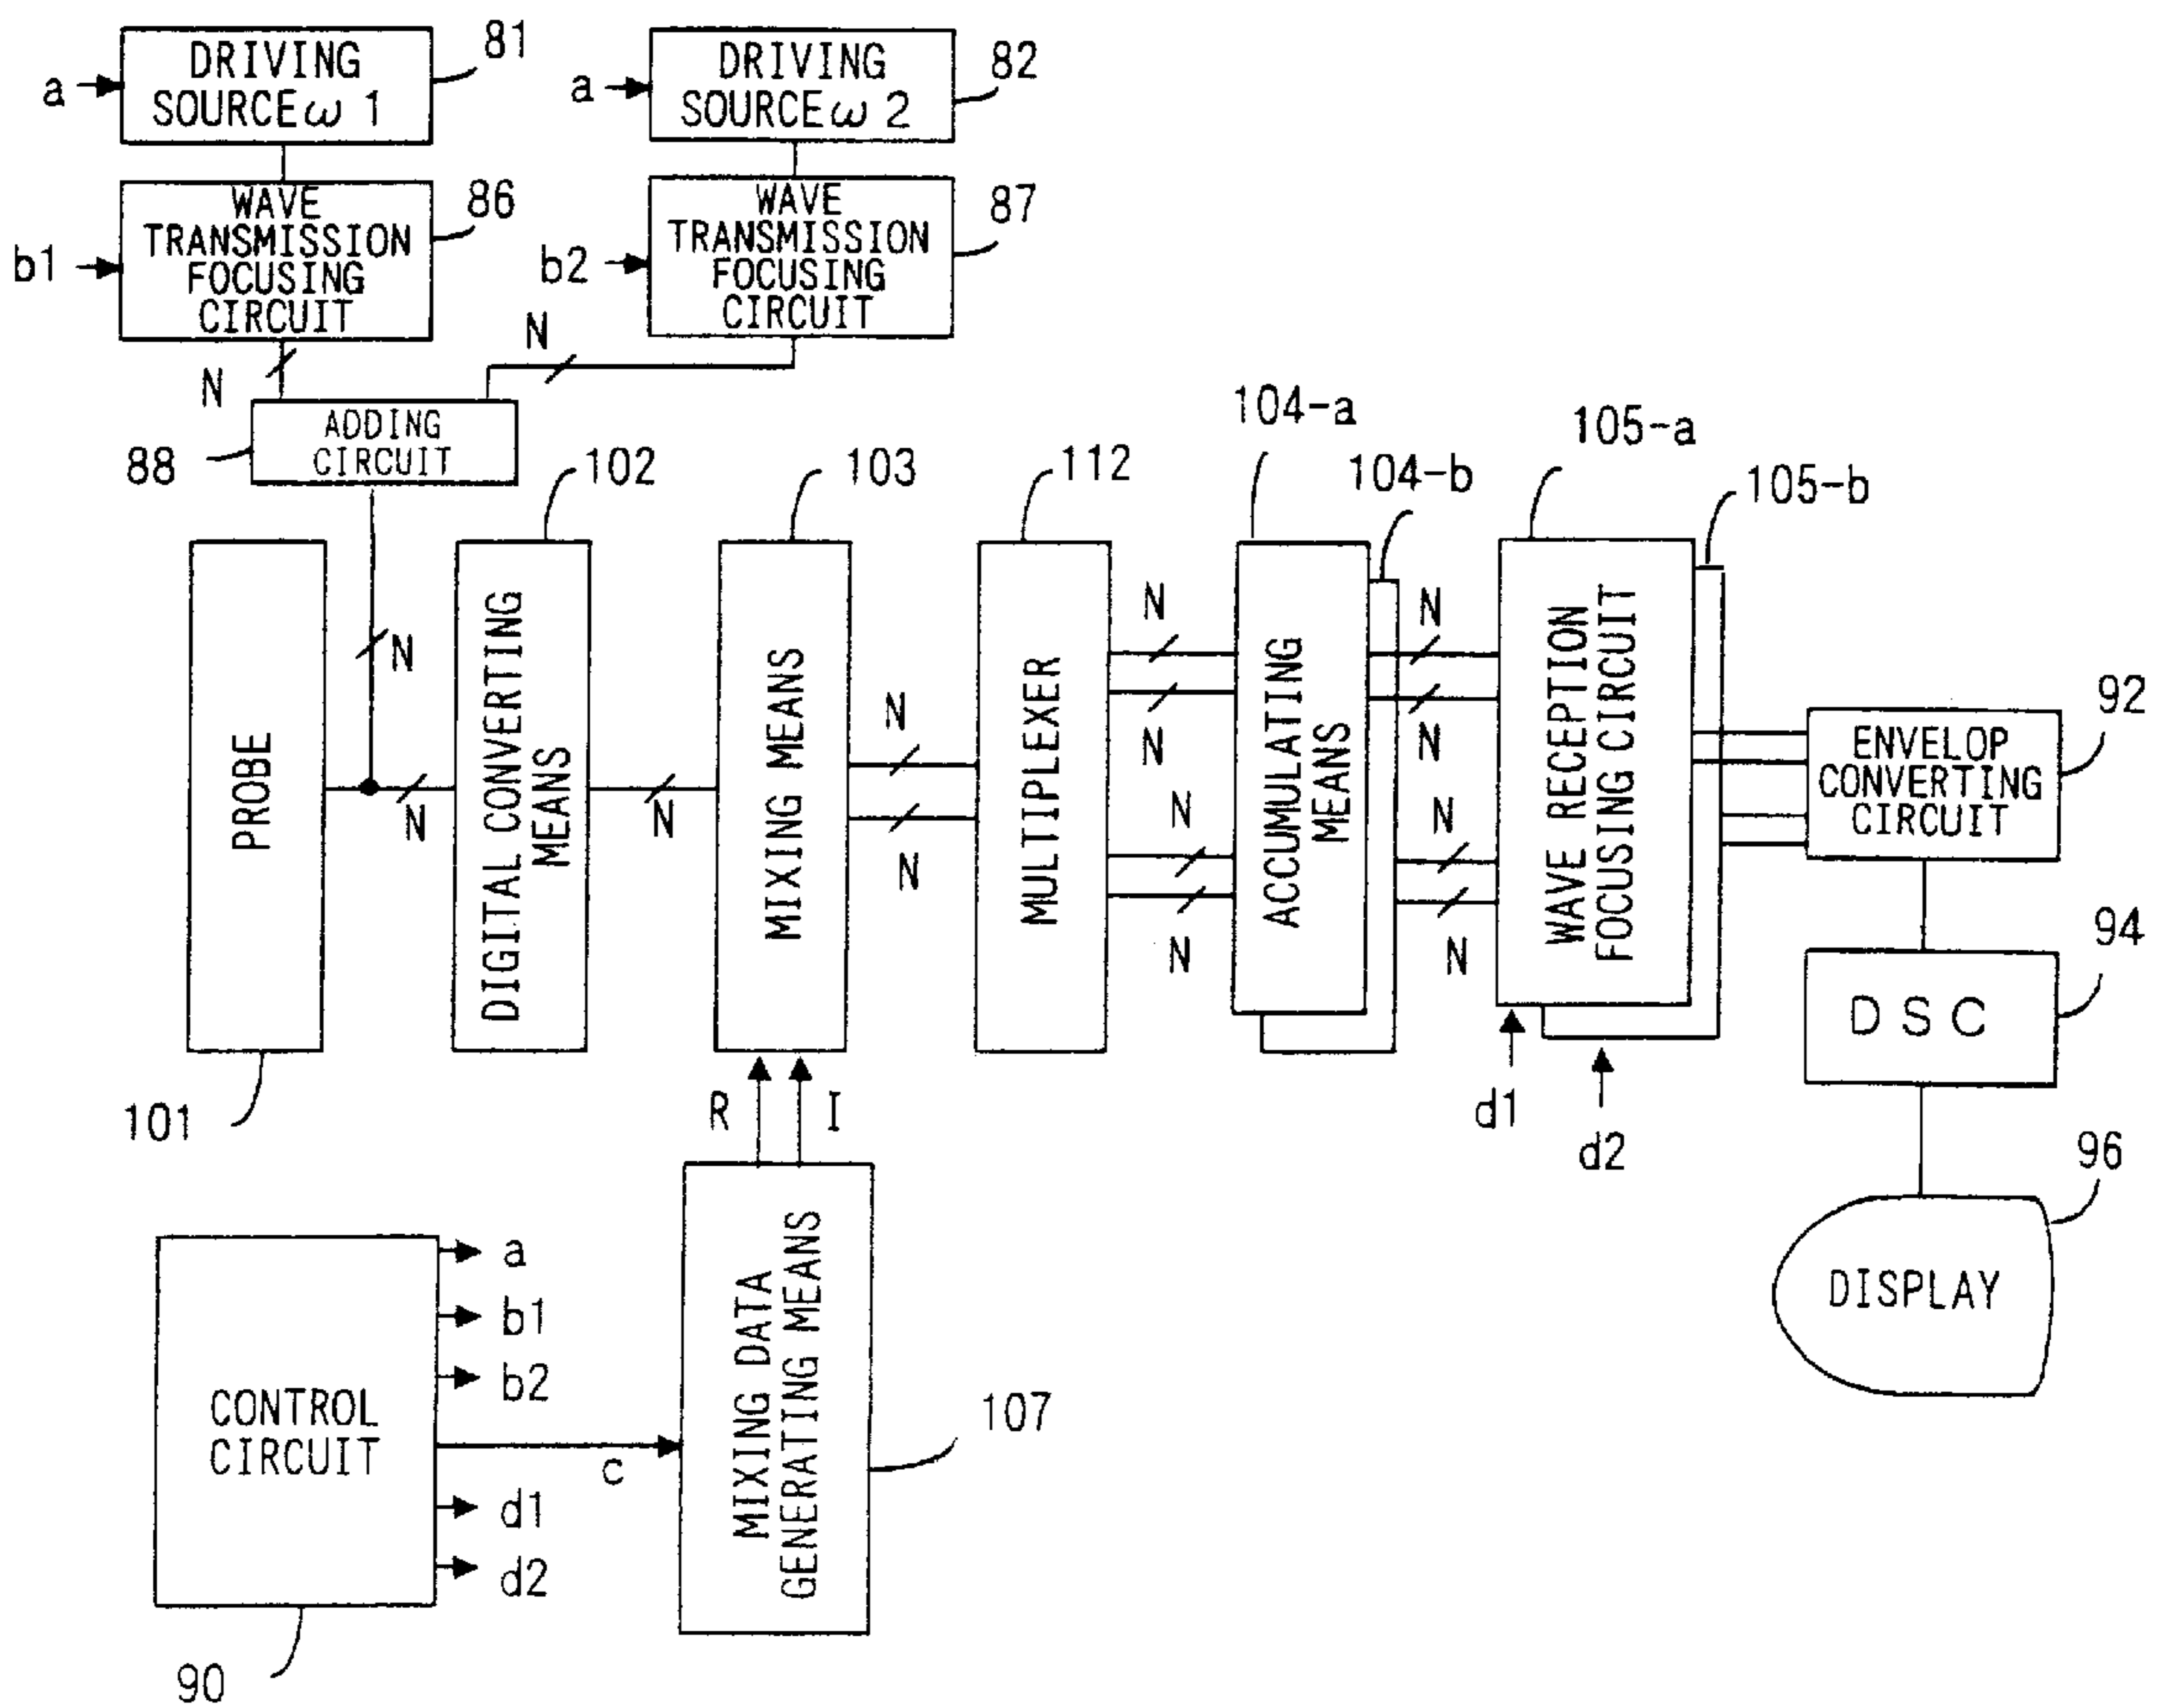 DRIVING
SOURCE ω 1
81
a
DRIVING
SOURCE ω 2
82
a
WAVE
TRANSMISSION
FOCUSING
CIRCUIT
86
b1
WAVE
TRANSMISSION
FOCUSING
CIRCUIT
87
b2
N
N
ADDING
CIRCUIT
88
N
PROBE
101
N
DIGITAL CONVERTING
MEANS
102
N
MIXING MEANS
103
N
N
MULTIPLEXER
112
N
N
N
N
ACCUMULATING
MEANS
104-a
104-b
N
N
N
N
WAVE RECEPTION
FOCUSING CIRCUIT
105-a
105-b
d1
d2
ENVELOP
CONVERTING
CIRCUIT
92
DSC
94
DISPLAY
96
R
I
MIXING DATA
GENERATING MEANS
107
CONTROL
CIRCUIT
90
a
b1
b2
c
d1
d2